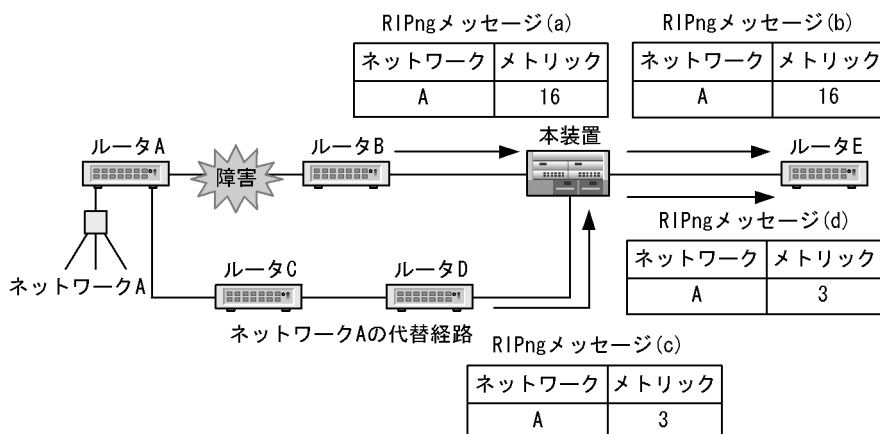 RIPngメッセージ(a)
ネットワーク メトリック
A 16
RIPngメッセージ(b)
ネットワーク メトリック
A 16
ルータA
障害
ルータB
本装置
ルータE
ネットワークA
ルータC
ルータD
ネットワークAの代替経路
RIPngメッセージ(d)
ネットワーク メトリック
A 3
RIPngメッセージ(c)
ネットワーク メトリック
A 3